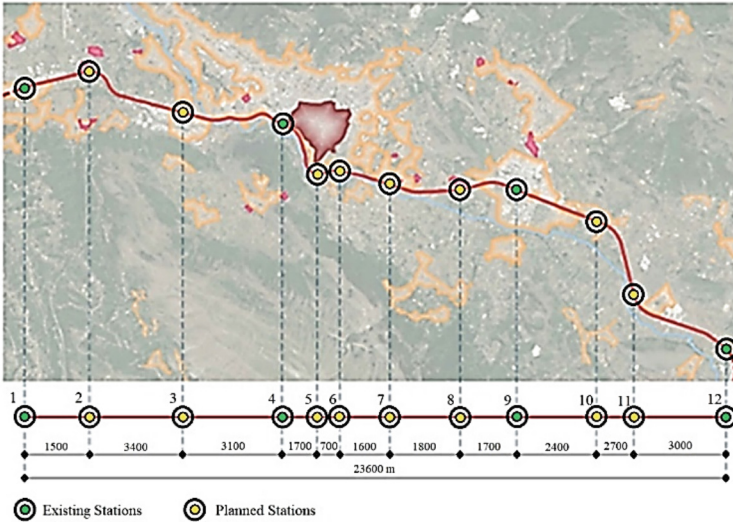 1 2 3 4 5 6 7 8 9 10 11 12
1500 3400 3100 1700 700 1600 1800 1700 2400 2700 3000
23600 m
Existing Stations Planned Stations